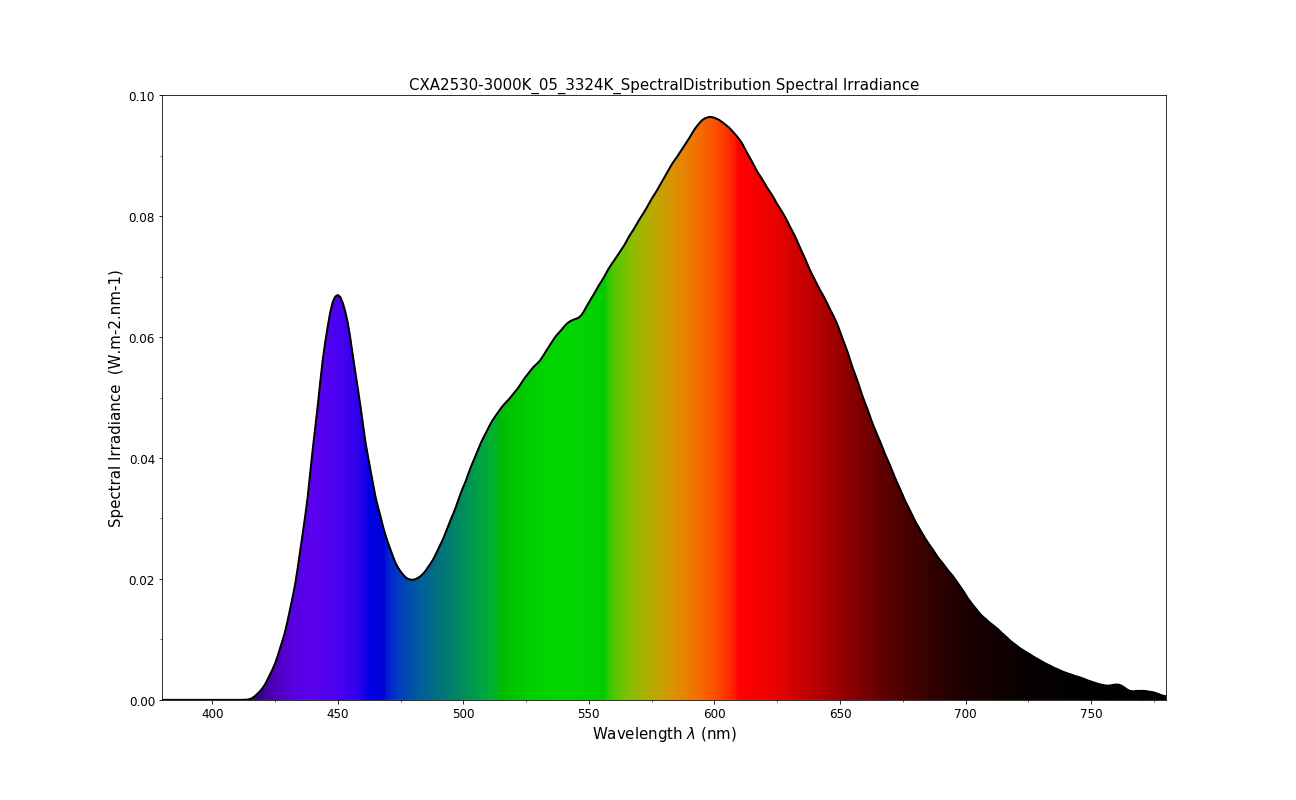 CXA2530-3000K_05_3324K_SpectralDistribution Spectral Irradiance
0.10
0.08
0.06
0.04
0.02
0.00
Spectral Irradiance (W.m-2.nm-1)
400 450 500 550 600 650 700 750
Wavelength λ (nm)